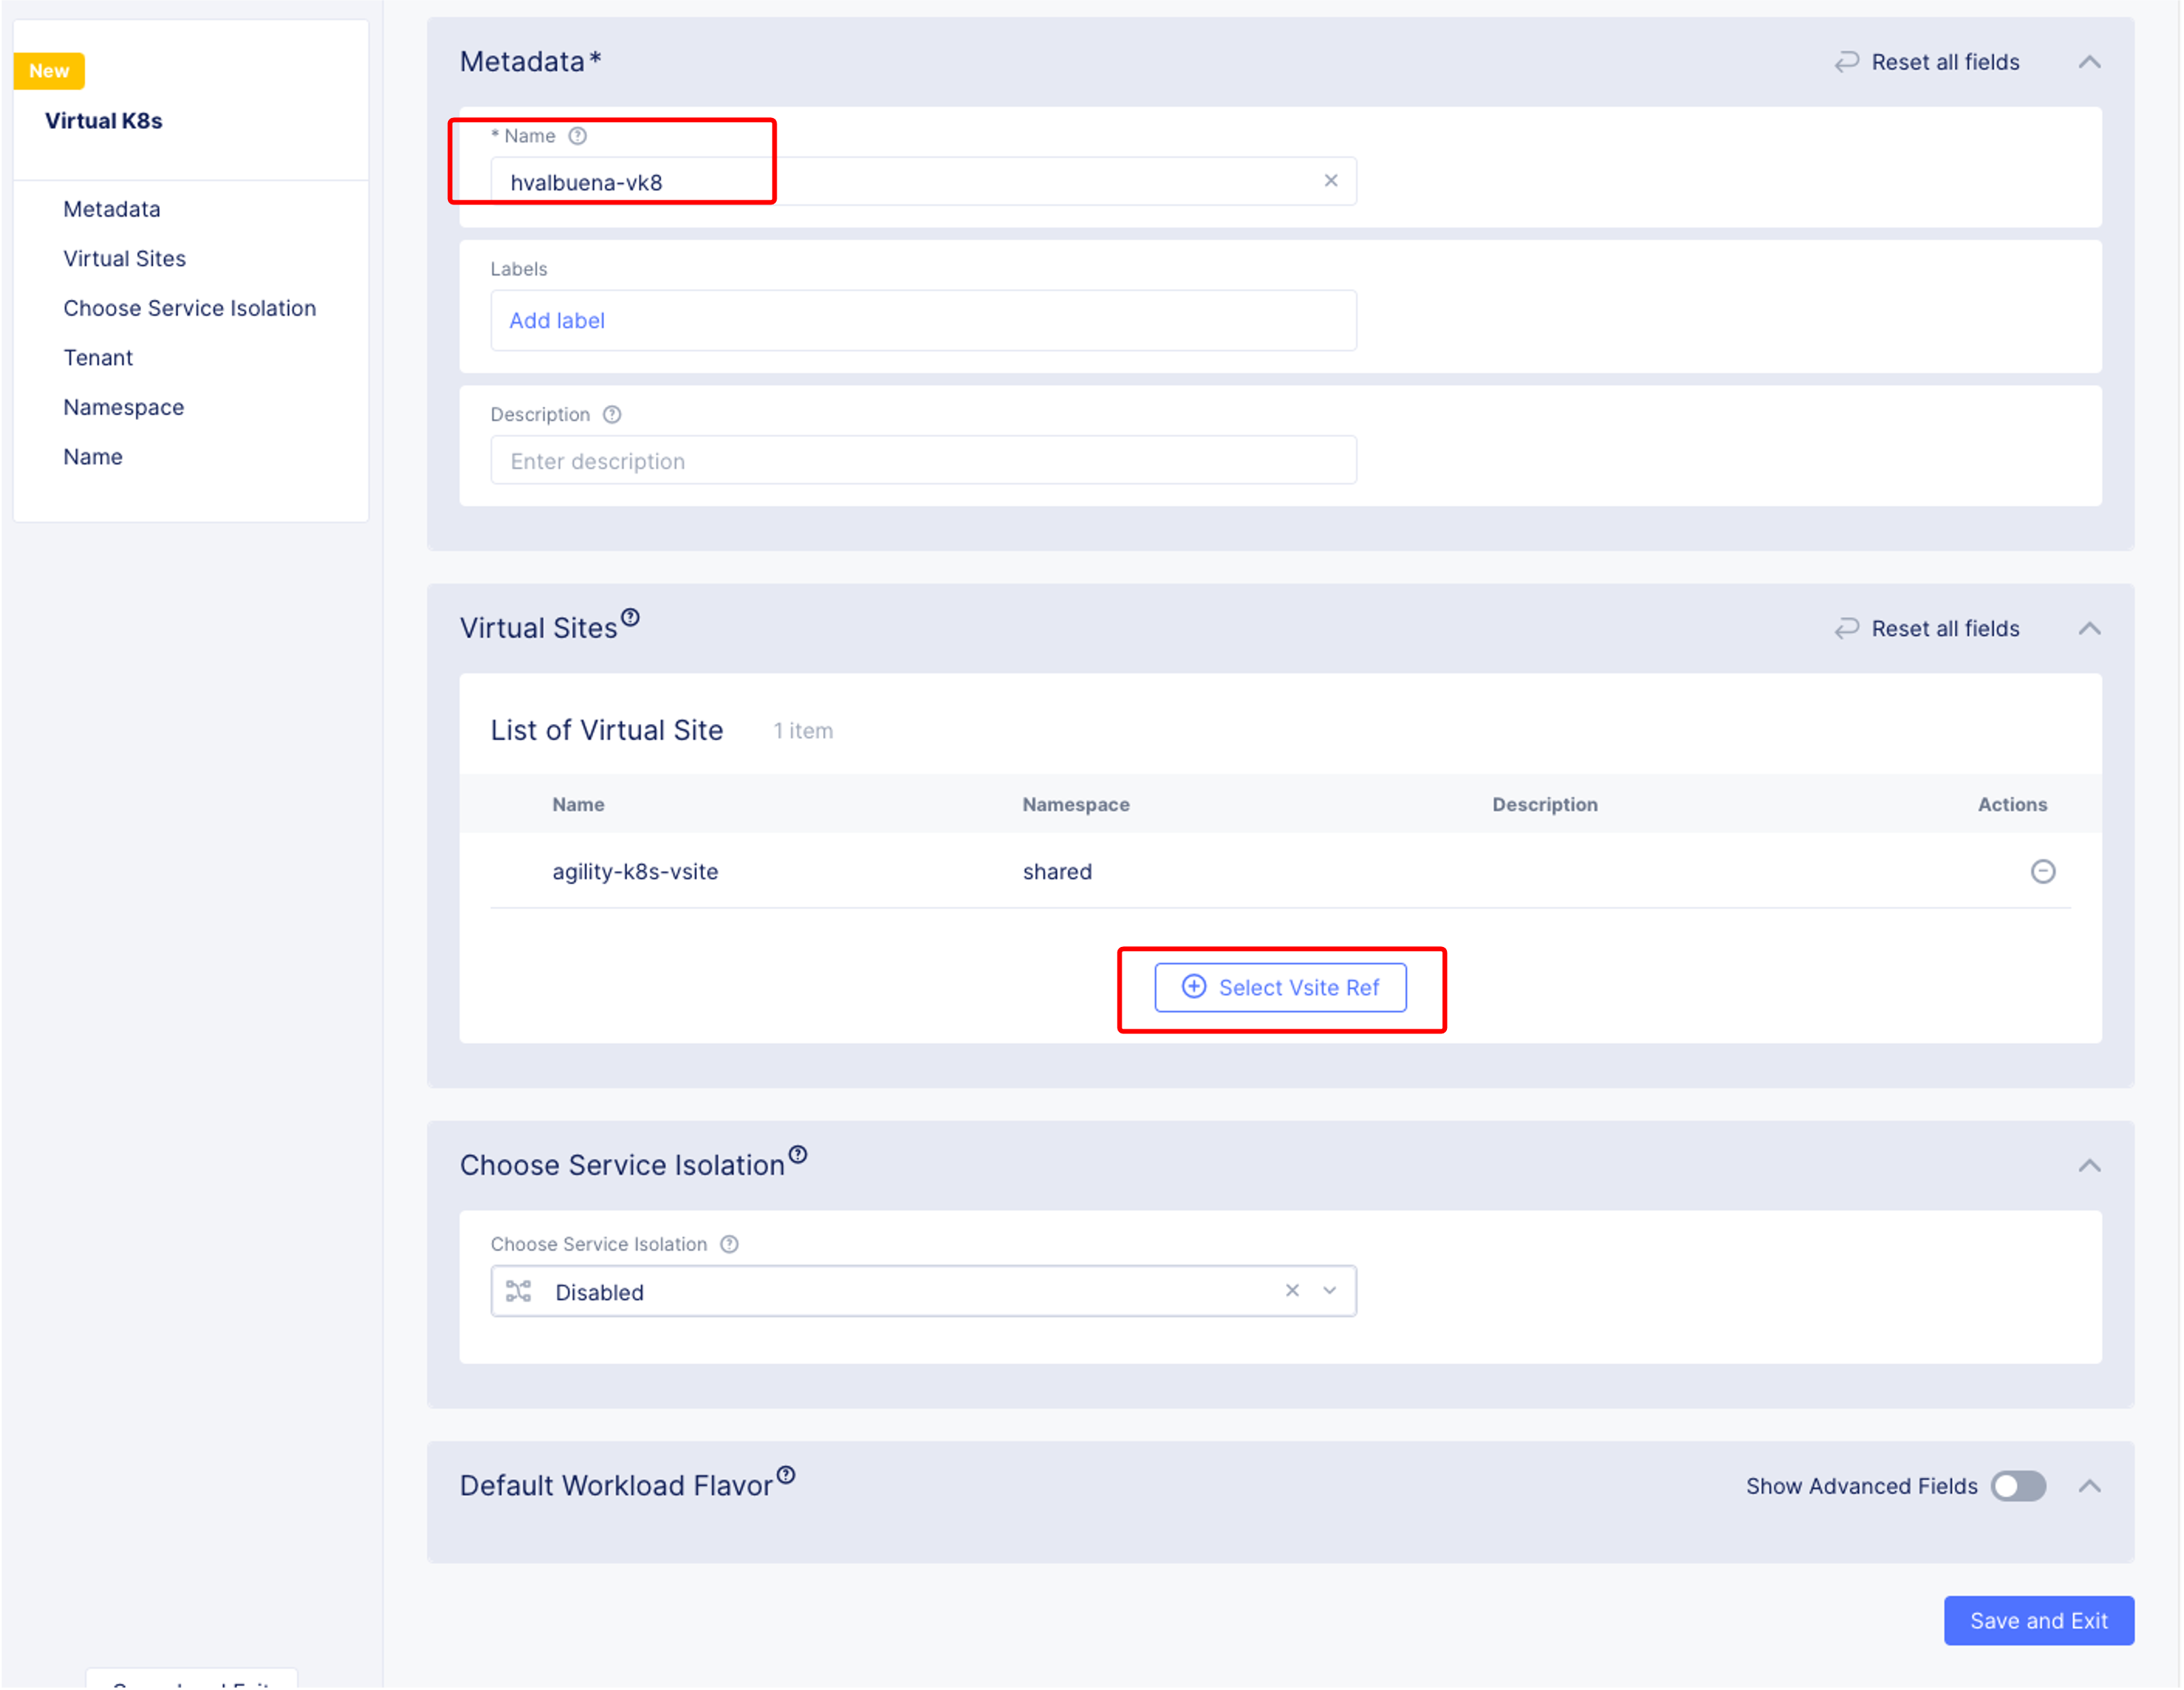 New
Virtual K8s
Metadata
Virtual Sites
Choose Service Isolation
Tenant
Namespace
Name
Metadata*
Reset all fields
* Name
hvalbuena-vk8
Labels
Add label
Description
Enter description
Virtual Sites
Reset all fields
List of Virtual Site 1 item
Name Namespace Description Actions
agility-k8s-vsite shared
Select Vsite Ref
Choose Service Isolation
Choose Service Isolation
Disabled
Default Workload Flavor
Show Advanced Fields
Save and Exit